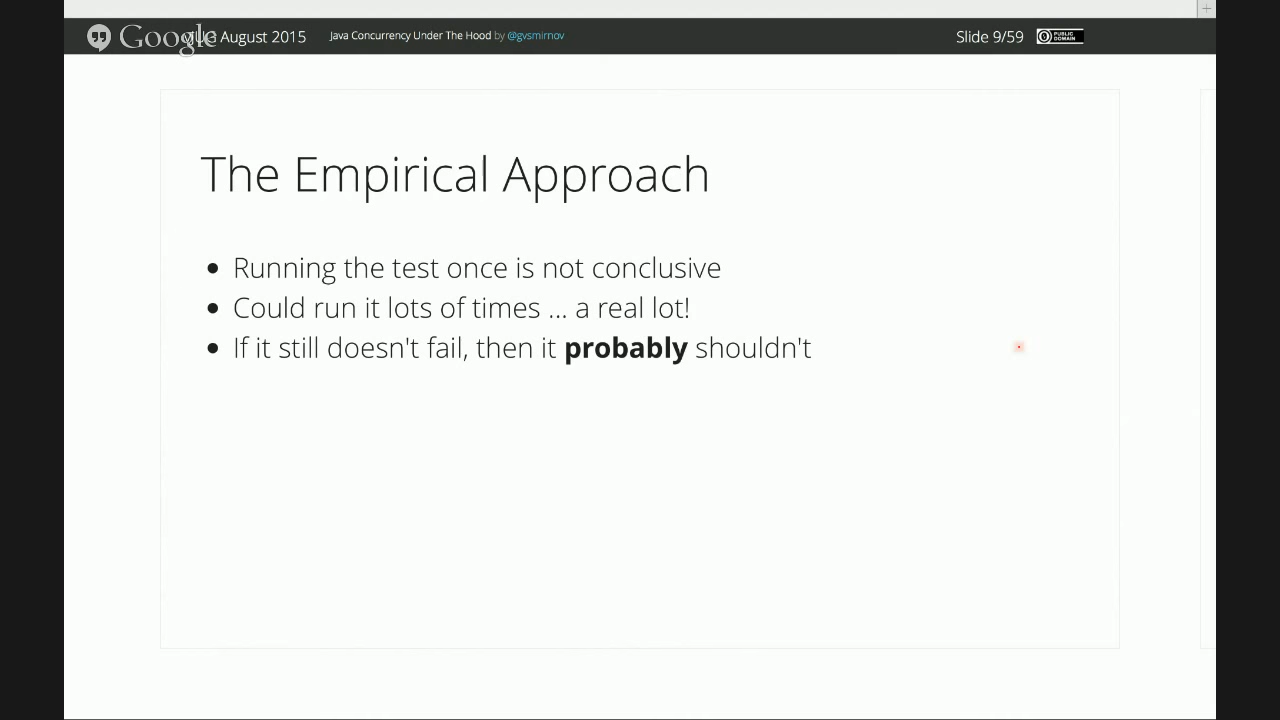 Google
August 2015
Java Concurrency Under The Hood by @gvsmirnov
Slide 9/59
PUBLIC
DOMAIN
The Empirical Approach
Running the test once is not conclusive
Could run it lots of times ... a real lot!
If it still doesn't fail, then it probably shouldn't